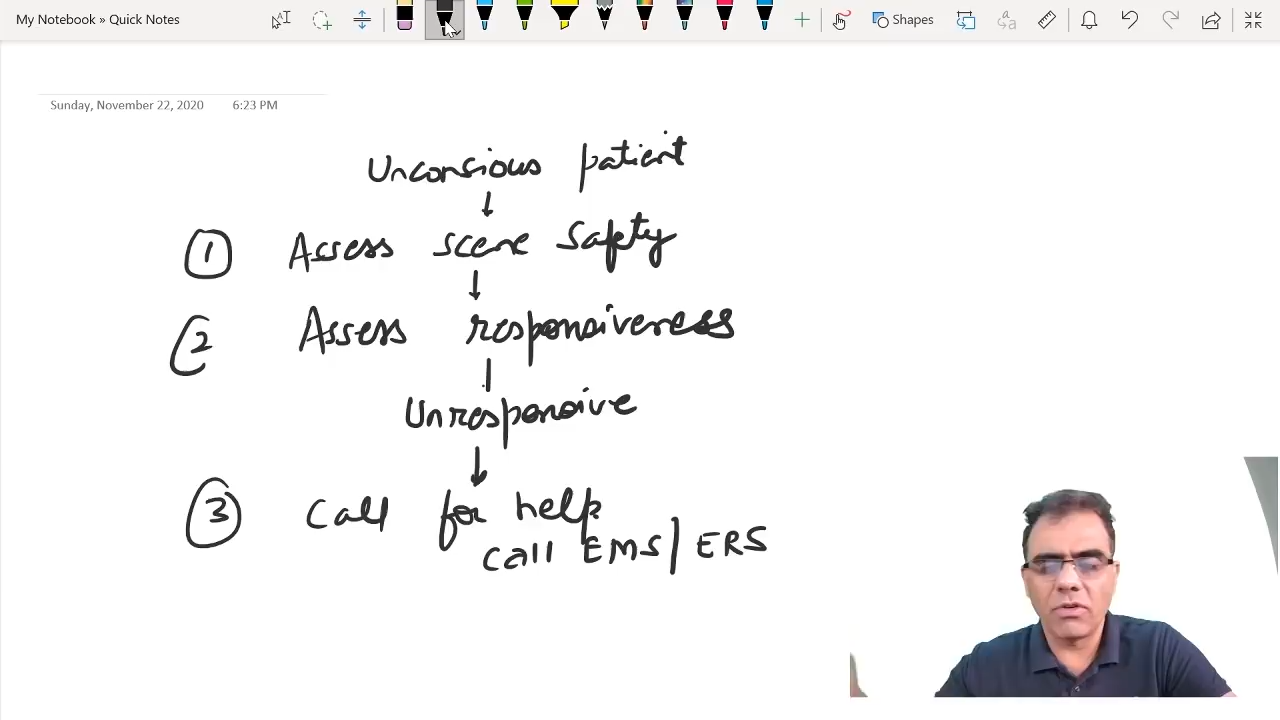 My Notebook » Quick Notes
Shapes
Sunday, November 22, 2020 6:23 PM
Unconsious patient
1 Assess scene safety
2 Assess responsiveness
Unresponsive
3 Call for help
call EMS/ERS